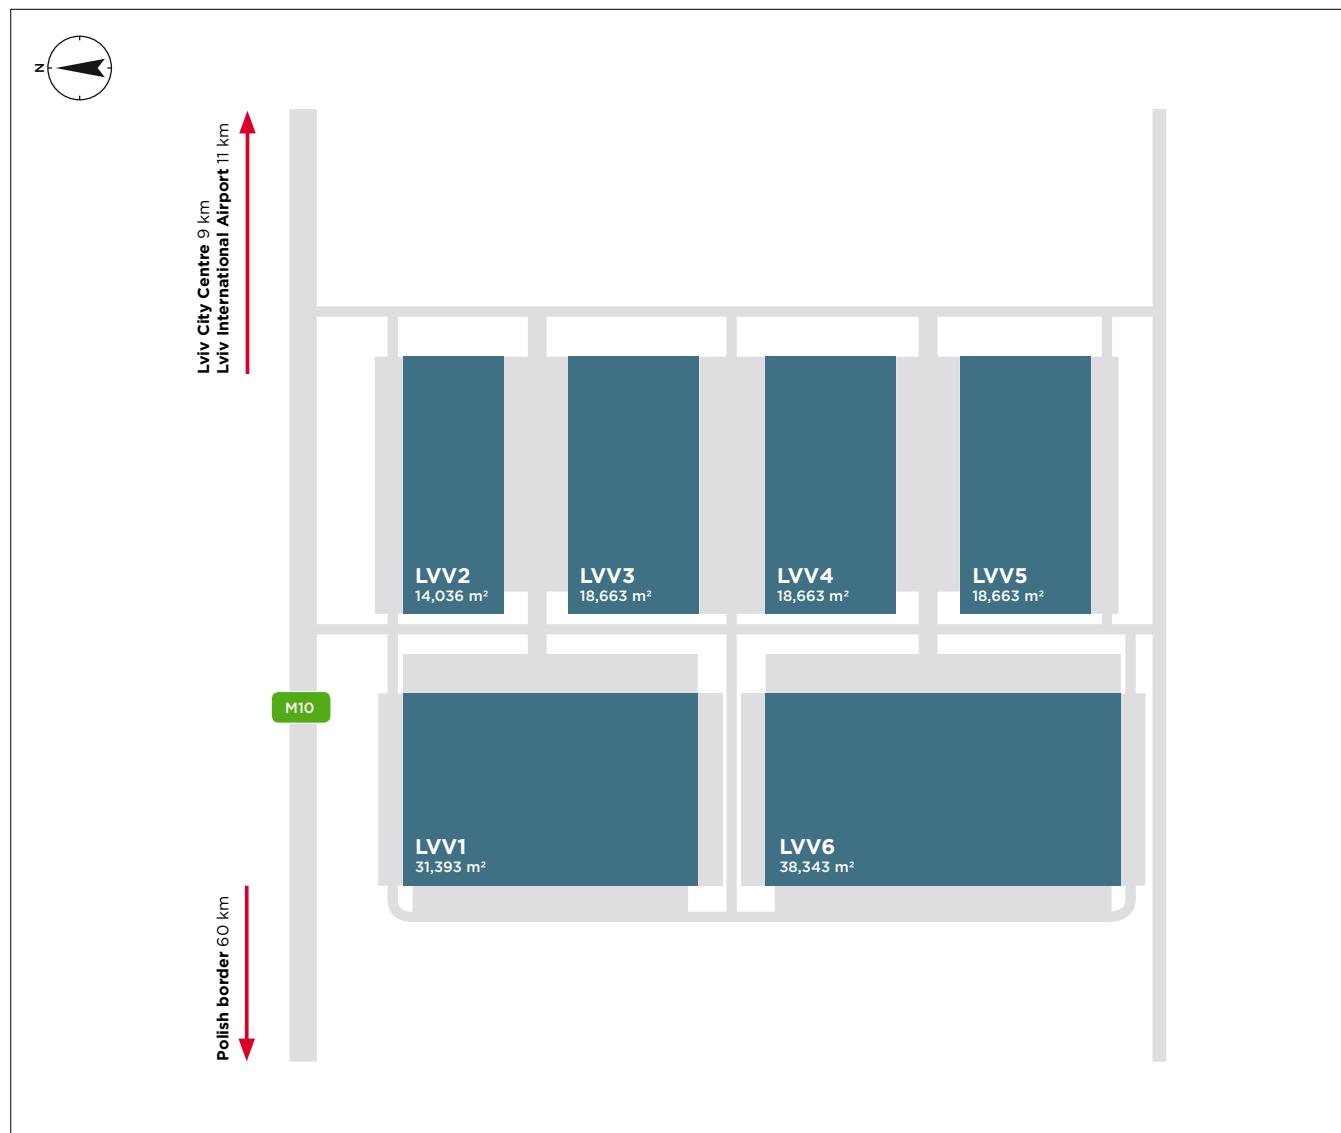 N
Lviv City Centre 9 km
Lviv International Airport 11 km
LVV2
14,036 m²
LVV3
18,663 m²
LVV4
18,663 m²
LVV5
18,663 m²
M10
LVV1
31,393 m²
LVV6
38,343 m²
Polish border 60 km